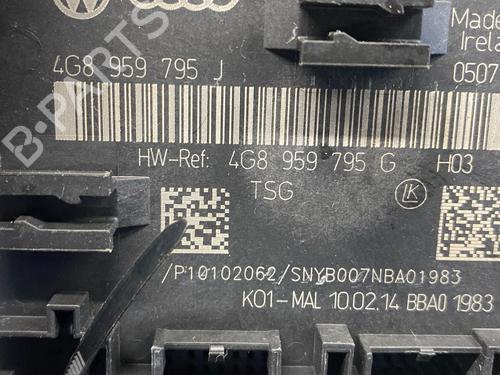 Made
4G8 959 795 J
Irela
0507
HW-Ref: 4G8 959 795 G H03
TSG
LK
/P10102062/SNYB007NBA01983
K01-MAL 10.02.14 BBA0 1983
B-PARTS